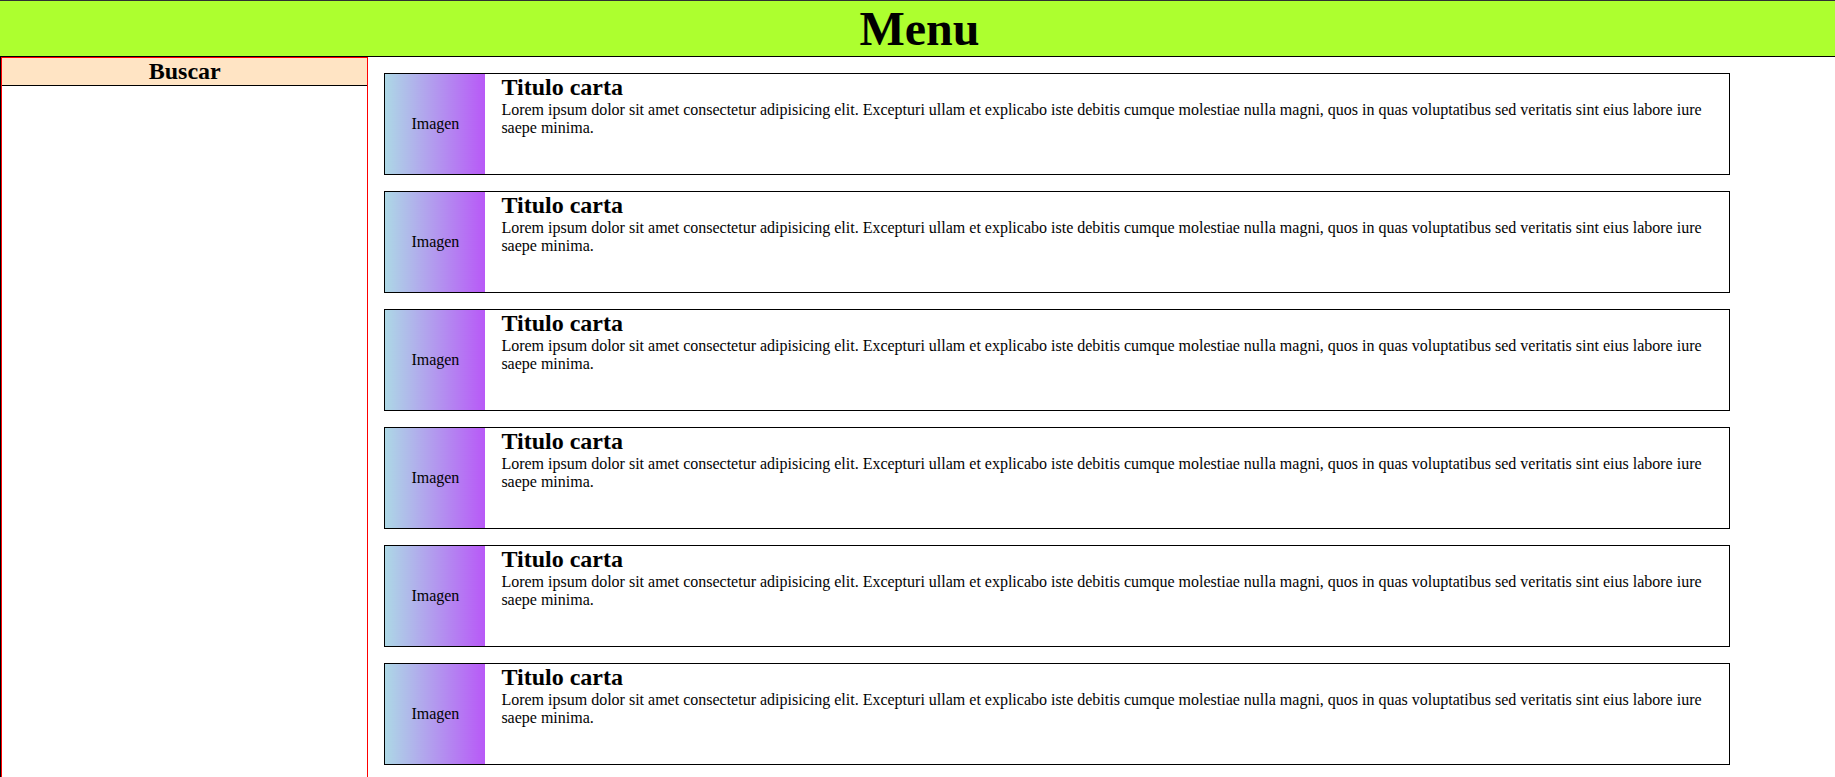 Menu
Buscar
Imagen
Titulo carta
Lorem ipsum dolor sit amet consectetur adipisicing elit. Excepturi ullam et explicabo iste debitis cumque molestiae nulla magni, quos in quas voluptatibus sed veritatis sint eius labore iure
saepe minima.
Imagen
Titulo carta
Lorem ipsum dolor sit amet consectetur adipisicing elit. Excepturi ullam et explicabo iste debitis cumque molestiae nulla magni, quos in quas voluptatibus sed veritatis sint eius labore iure
saepe minima.
Imagen
Titulo carta
Lorem ipsum dolor sit amet consectetur adipisicing elit. Excepturi ullam et explicabo iste debitis cumque molestiae nulla magni, quos in quas voluptatibus sed veritatis sint eius labore iure
saepe minima.
Imagen
Titulo carta
Lorem ipsum dolor sit amet consectetur adipisicing elit. Excepturi ullam et explicabo iste debitis cumque molestiae nulla magni, quos in quas voluptatibus sed veritatis sint eius labore iure
saepe minima.
Imagen
Titulo carta
Lorem ipsum dolor sit amet consectetur adipisicing elit. Excepturi ullam et explicabo iste debitis cumque molestiae nulla magni, quos in quas voluptatibus sed veritatis sint eius labore iure
saepe minima.
Imagen
Titulo carta
Lorem ipsum dolor sit amet consectetur adipisicing elit. Excepturi ullam et explicabo iste debitis cumque molestiae nulla magni, quos in quas voluptatibus sed veritatis sint eius labore iure
saepe minima.